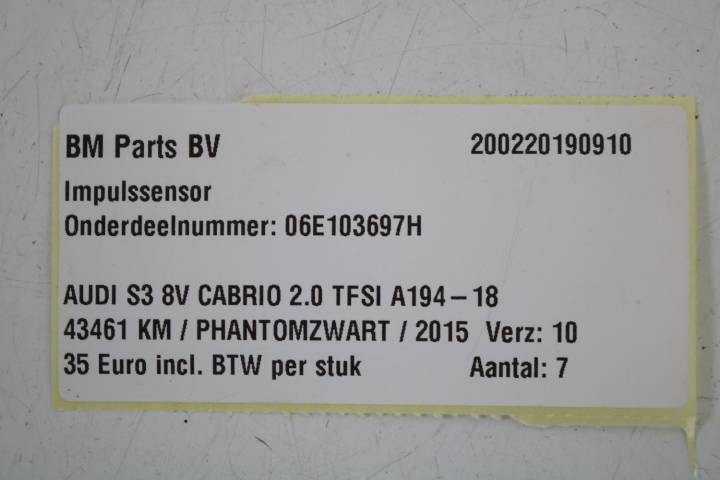 BM Parts BV 200220190910
Impulssensor
Onderdeelnummer: 06E103697H
AUDI S3 8V CABRIO 2.0 TFSI A194-18
43461 KM / PHANTOMZWART / 2015 Verz: 10
35 Euro incl. BTW per stuk Aantal: 7